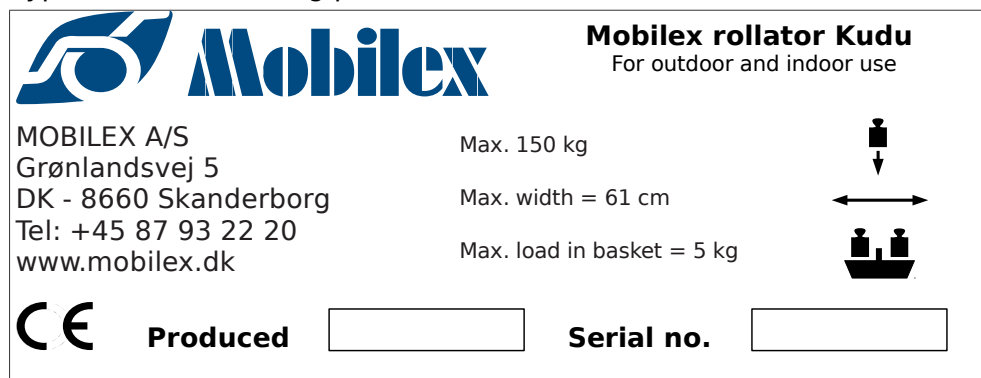 Mobilex
Mobilex rollator Kudu
For outdoor and indoor use
MOBILEX A/S
Grønlandsvej 5
DK - 8660 Skanderborg
Tel: +45 87 93 22 20
www.mobilex.dk
Max. 150 kg
Max. width = 61 cm
Max. load in basket = 5 kg
CE
Produced
Serial no.